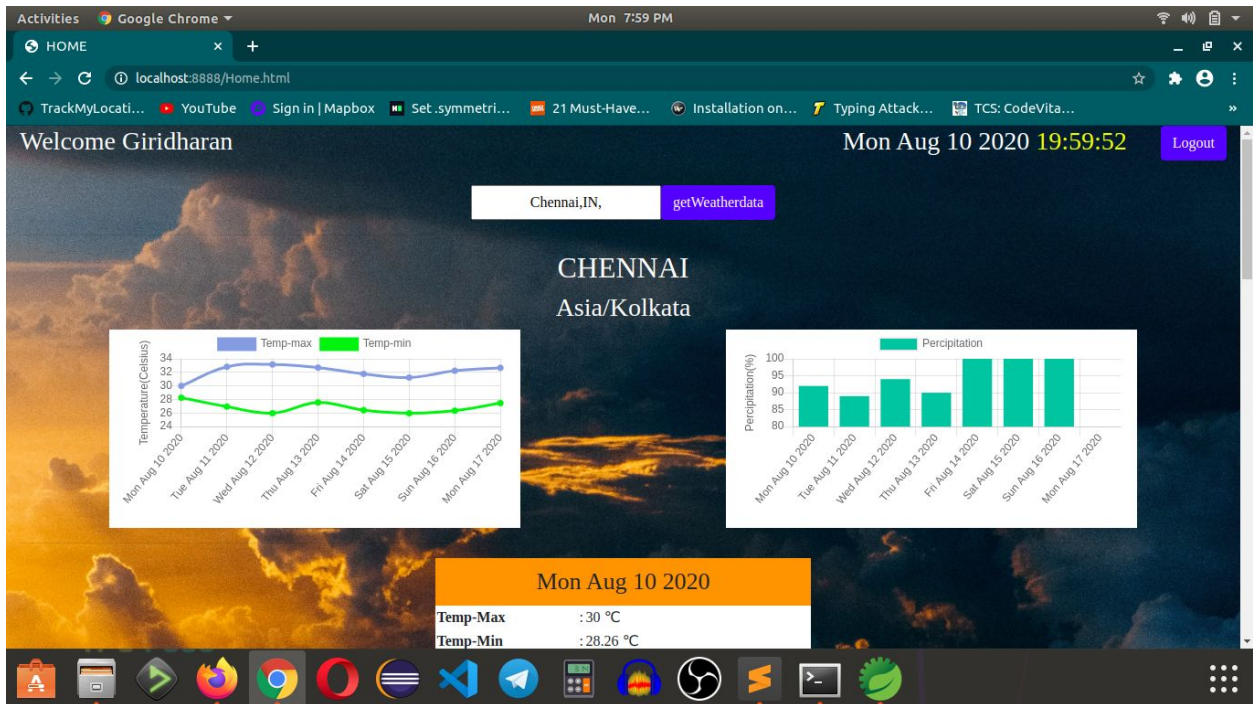 Activities Google Chrome Mon 7:59 PM
HOME
localhost:8888/Home.html
TrackMyLocati... YouTube Sign in | Mapbox Set .symmetri... 21 Must-Have... Installation on... Typing Attack... TCS: CodeVita... »
Welcome Giridharan Mon Aug 10 2020 19:59:52 Logout
Chennai,IN, getWeatherdata
CHENNAI
Asia/Kolkata
Temp-max Temp-min
Temperature(Celsius)
34
32
30
28
26
24
Mon Aug 10 2020
Tue Aug 11 2020
Wed Aug 12 2020
Thu Aug 13 2020
Fri Aug 14 2020
Sat Aug 15 2020
Sun Aug 16 2020
Mon Aug 17 2020
Percipitation
Percipitation(%)
100
95
90
85
80
Mon Aug 10 2020
Tue Aug 11 2020
Wed Aug 12 2020
Thu Aug 13 2020
Fri Aug 14 2020
Sat Aug 15 2020
Sun Aug 16 2020
Mon Aug 17 2020
Mon Aug 10 2020
Temp-Max : 30 °C
Temp-Min : 28.26 °C